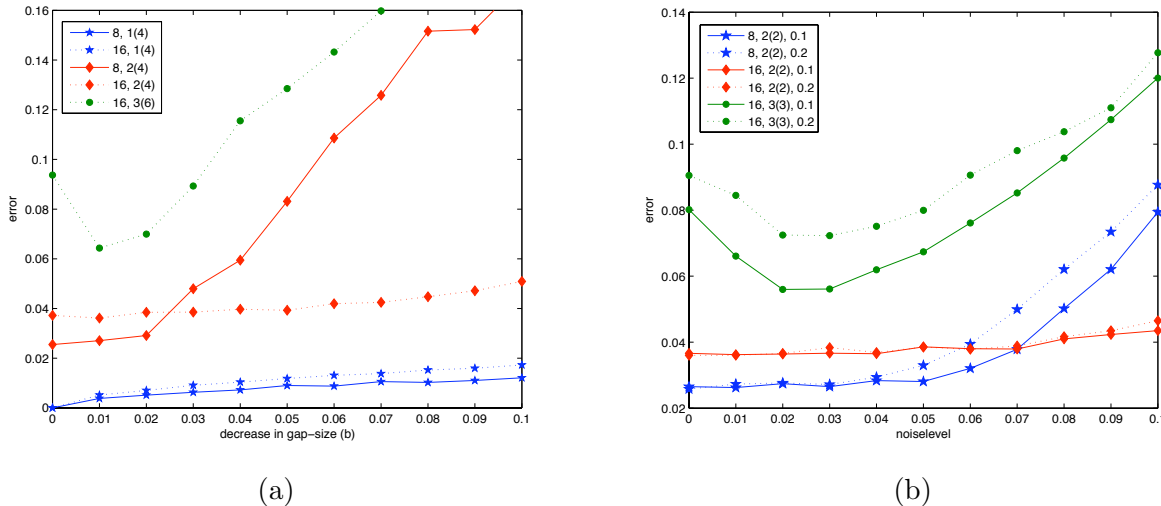 0.16
0.14
0.12
0.1
0.08
0.06
0.04
0.02
0
error
8, 1(4)
16, 1(4)
8, 2(4)
16, 2(4)
16, 3(6)
0 0.01 0.02 0.03 0.04 0.05 0.06 0.07 0.08 0.09 0.1
decrease in gap-size (b)
(a)
0.14
0.12
0.1
0.08
0.06
0.04
0.02
error
8, 2(2), 0.1
8, 2(2), 0.2
16, 2(2), 0.1
16, 2(2), 0.2
16, 3(3), 0.1
16, 3(3), 0.2
0 0.01 0.02 0.03 0.04 0.05 0.06 0.07 0.08 0.09 0.1
noiselevel
(b)